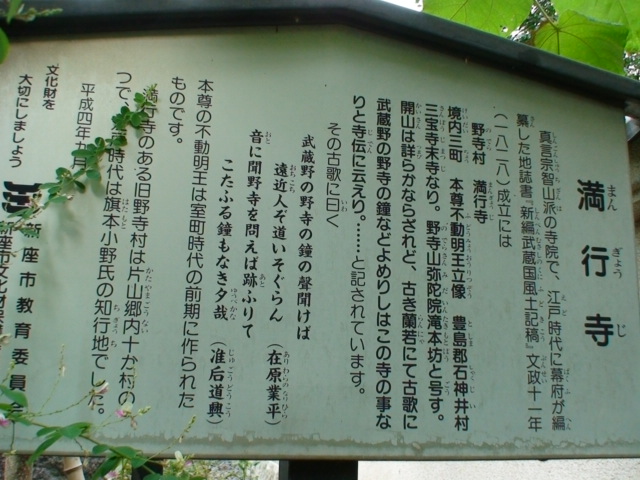 満行寺
まん ぎょう じ
真言宗智山派の寺院で、江戸時代に幕府が編
纂した地誌書『新編武蔵国風土記稿』文政十一年
(一八二八)成立には
野寺村 満行寺
境内三町 本尊不動明王立像 豊島郡石神井村
三宝寺末寺なり。野寺山弥陀院滝本坊と号す。
開山は詳らかならざれど、古き蘭若にて古歌に
武蔵野の野寺の鐘などよめりしはこの寺の事な
りと寺伝に云えり。……と記されています。
その古歌に曰く
武蔵野の野寺の鐘の聲聞けば
遠近人ぞ道いそぐらん (在原業平)
音に聞野寺を問えば跡ふりて
こたふる鐘もなき夕哉 (准后道興)
本尊の不動明王は室町時代の前期に作られた
ものです。
満行寺のある旧野寺村は片山郷内十か村の
つで、江戸時代は旗本小野氏の知行地でした。
平成四年九月
文化財を
大切にしましょう
新座市教育委員会
新座市文化財保